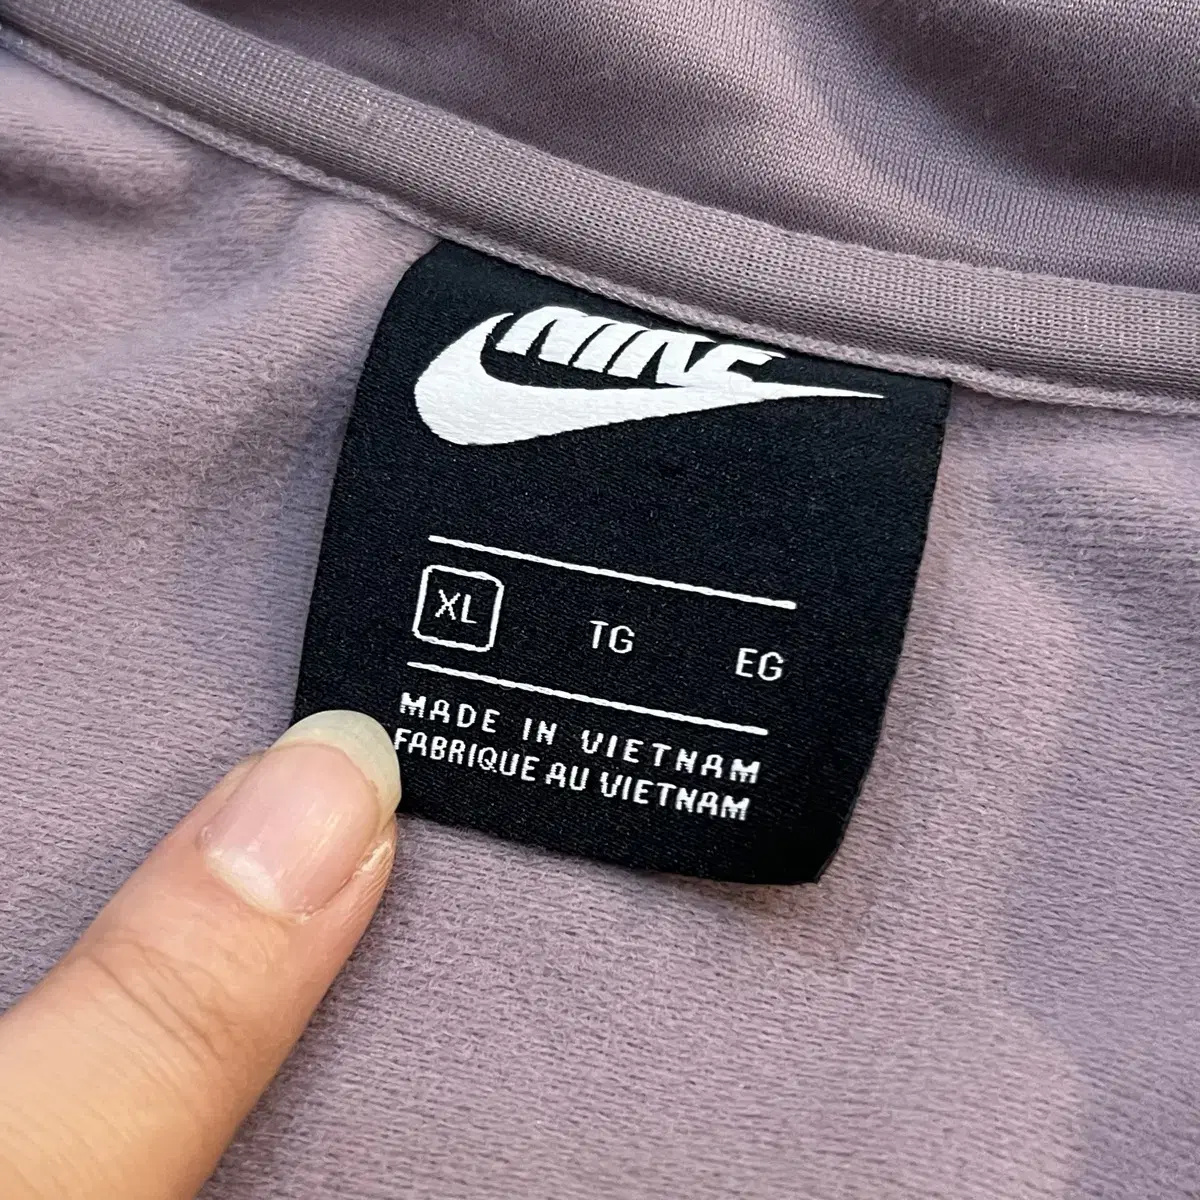 NIKE
XL TG EG
MADE IN VIETNAM
FABRIQUE AU VIETNAM